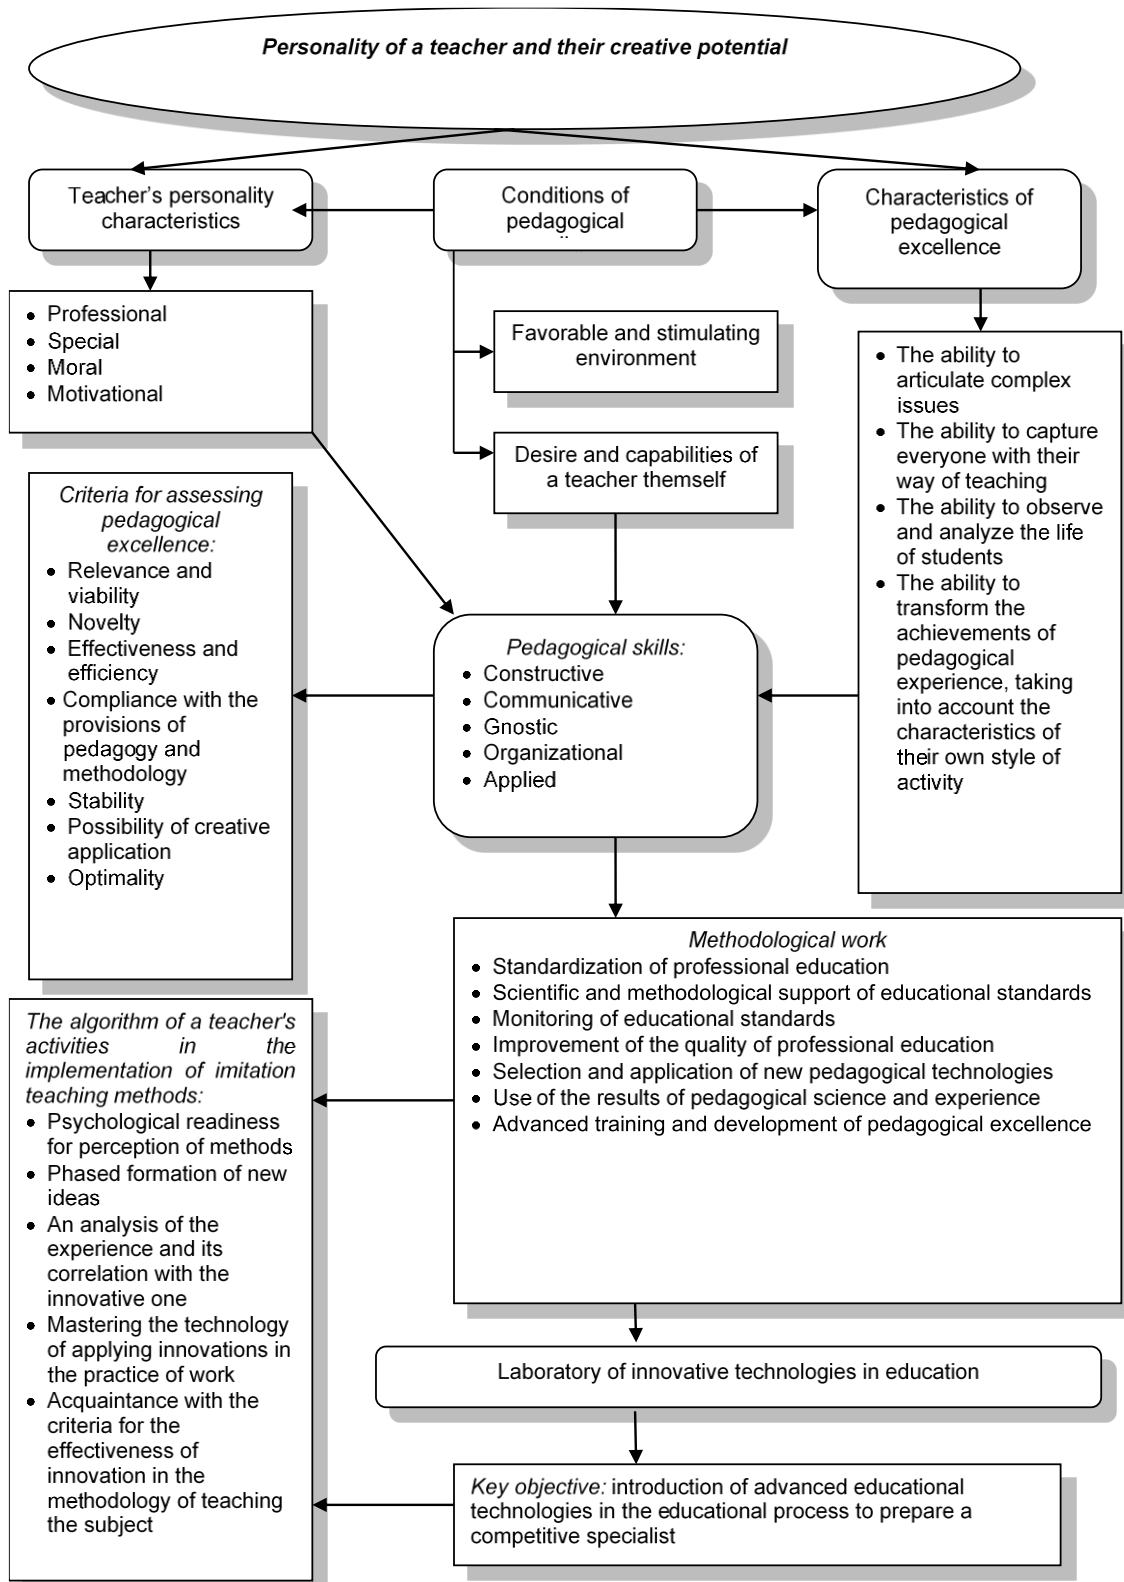 Personality of a teacher and their creative potential
Teacher's personality
characteristics
Conditions of
pedagogical
Characteristics of
pedagogical
excellence
• Professional
• Special
• Moral
• Motivational
Favorable and stimulating
environment
Desire and capabilities of
a teacher themself
• The ability to
articulate complex
issues
• The ability to capture
everyone with their
way of teaching
• The ability to observe
and analyze the life
of students
• The ability to
transform the
achievements of
pedagogical
experience, taking
into account the
characteristics of
their own style of
activity
Criteria for assessing
pedagogical
excellence:
• Relevance and
viability
• Novelty
• Effectiveness and
efficiency
• Compliance with the
provisions of
pedagogy and
methodology
• Stability
• Possibility of creative
application
• Optimality
Pedagogical skills:
• Constructive
• Communicative
• Gnostic
• Organizational
• Applied
Methodological work
• Standardization of professional education
• Scientific and methodological support of educational standards
• Monitoring of educational standards
• Improvement of the quality of professional education
• Selection and application of new pedagogical technologies
• Use of the results of pedagogical science and experience
• Advanced training and development of pedagogical excellence
The algorithm of a teacher's
activities in the
implementation of imitation
teaching methods:
• Psychological readiness
for perception of methods
• Phased formation of new
ideas
• An analysis of the
experience and its
correlation with the
innovative one
• Mastering the technology
of applying innovations in
the practice of work
• Acquaintance with the
criteria for the
effectiveness of
innovation in the
methodology of teaching
the subject
Laboratory of innovative technologies in education
Key objective: introduction of advanced educational
technologies in the educational process to prepare a
competitive specialist